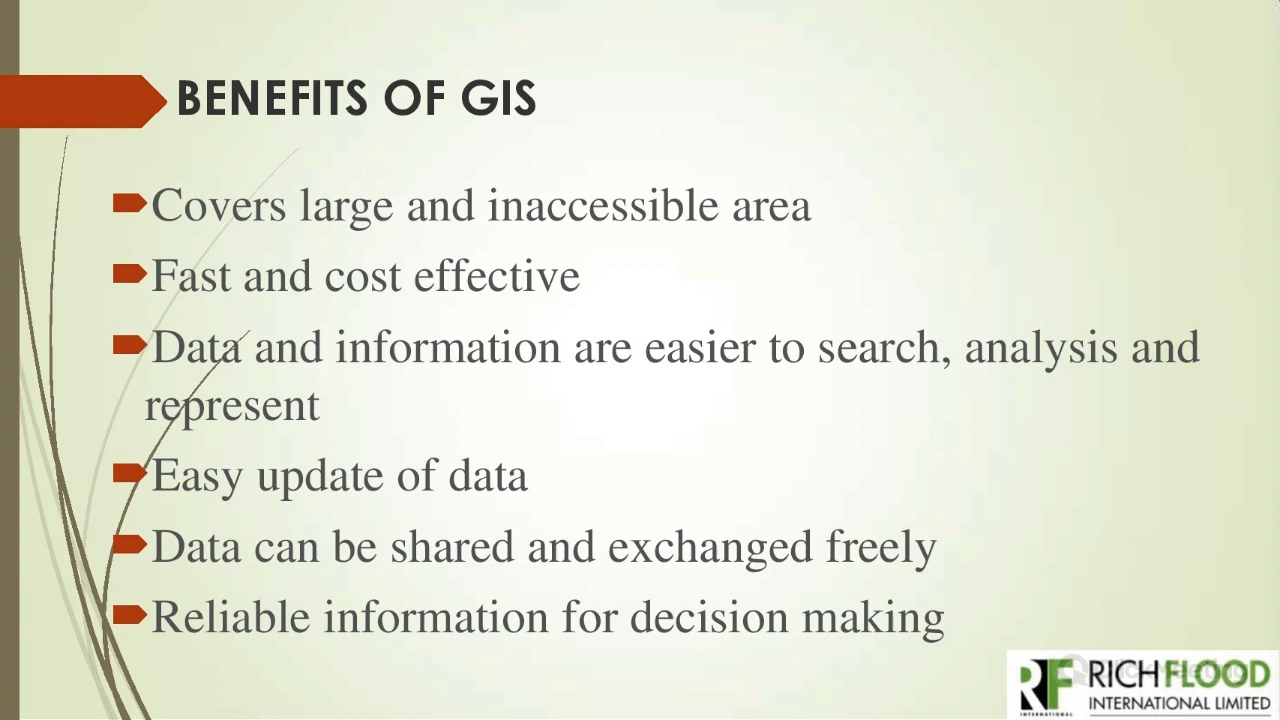 BENEFITS OF GIS
Covers large and inaccessible area
Fast and cost effective
Data and information are easier to search, analysis and
represent
Easy update of data
Data can be shared and exchanged freely
Reliable information for decision making
RF RICHFLOOD
INTERNATIONAL INTERNATIONAL LIMITED